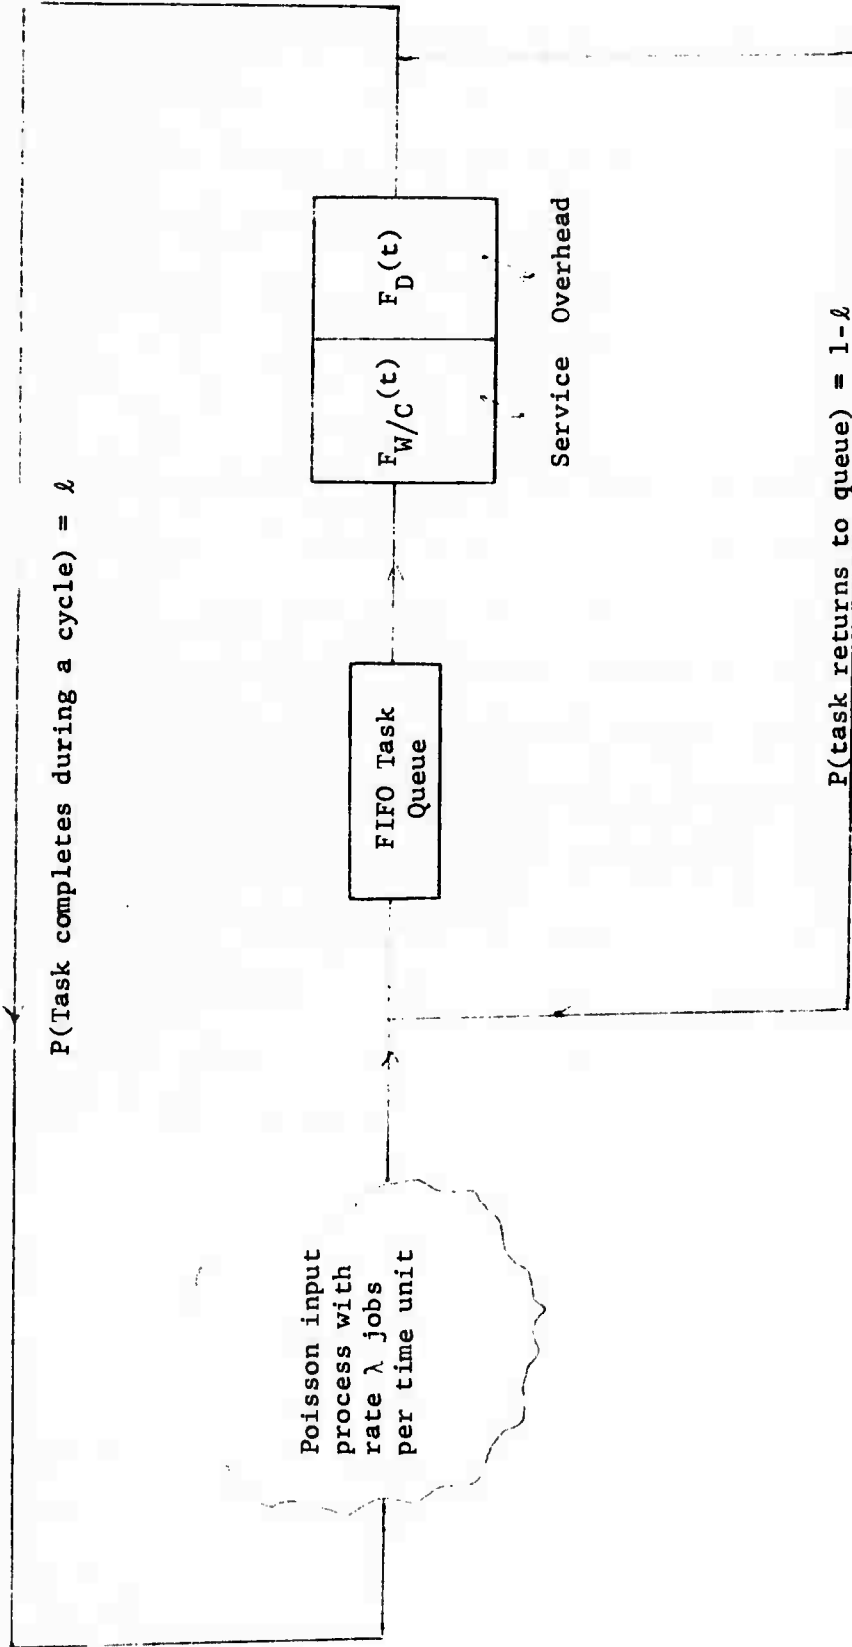 P(Task completes during a cycle) = ℓ
Poisson input
process with
rate λ jobs
per time unit
FIFO Task
Queue
F_W/C(t)
F_D(t)
Service Overhead
P(task returns to queue) = 1-ℓ